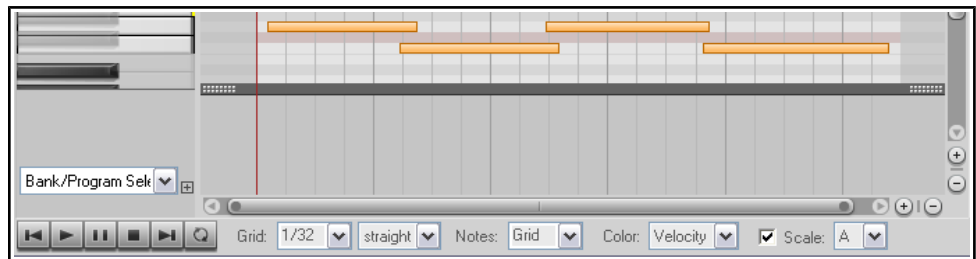 Bank/Program Sele
Grid: 1/32 straight Notes: Grid Color: Velocity Scale: A